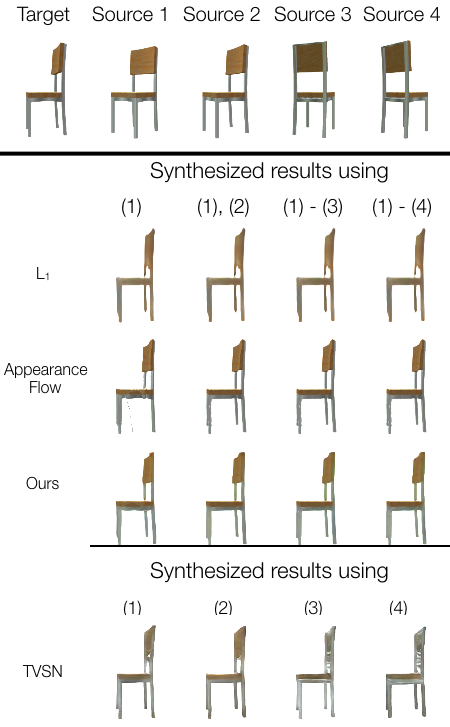 Target Source 1 Source 2 Source 3 Source 4
Synthesized results using
(1) (1), (2) (1) - (3) (1) - (4)
L₁
Appearance
Flow
Ours
Synthesized results using
(1) (2) (3) (4)
TVSN